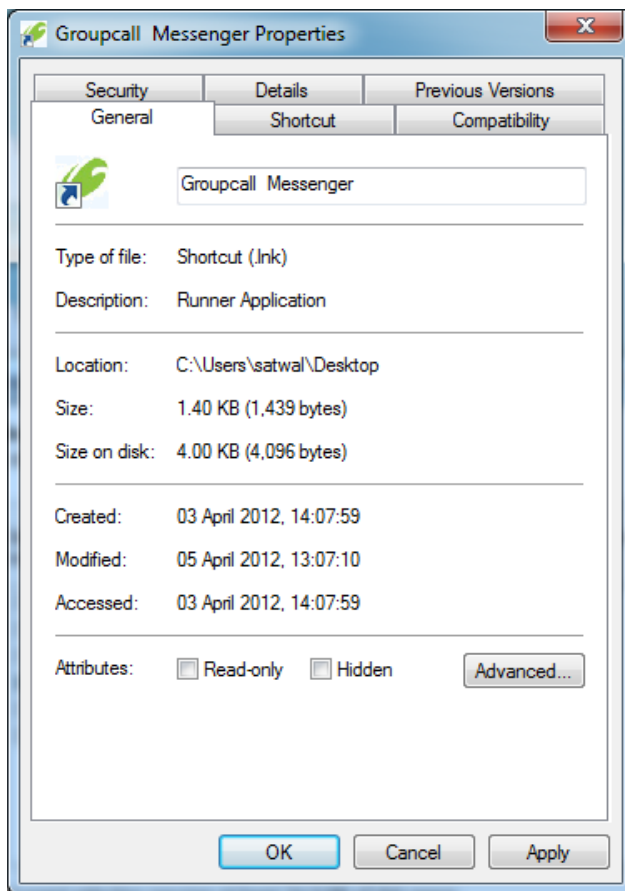 Groupcall  Messenger Properties
Security Details Previous Versions
General Shortcut Compatibility
Groupcall  Messenger
Type of file: Shortcut (.lnk)
Description: Runner Application
Location: C:\Users\satwal\Desktop
Size: 1.40 KB (1,439 bytes)
Size on disk: 4.00 KB (4,096 bytes)
Created: 03 April 2012, 14:07:59
Modified: 05 April 2012, 13:07:10
Accessed: 03 April 2012, 14:07:59
Attributes: Read-only Hidden Advanced...
OK Cancel Apply